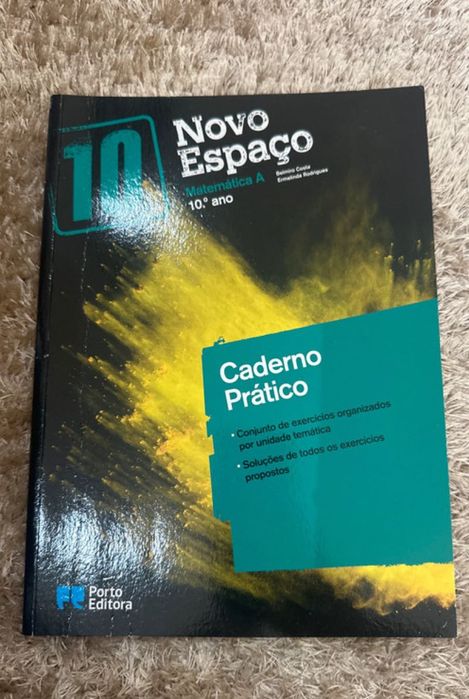 10
Novo
Espaço
Belmiro Costa
Ermelinda Rodrigues
Matemática A
10.º ano
Caderno
Prático
• Conjunto de exercícios organizados
por unidade temática
• Soluções de todos os exercícios
propostos
Porto
Editora